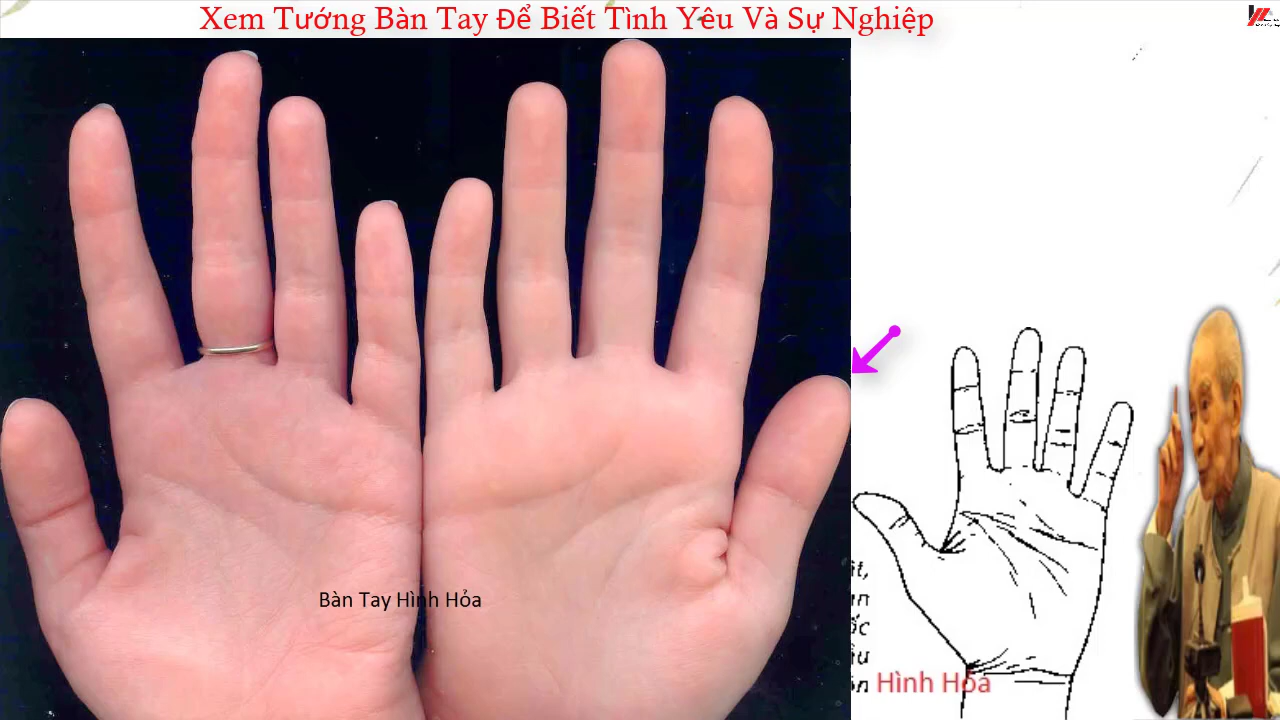 Xem Tướng Bàn Tay Để Biết Tình Yêu Và Sự Nghiệp
Bàn Tay Hình Hỏa
Hình Hỏa